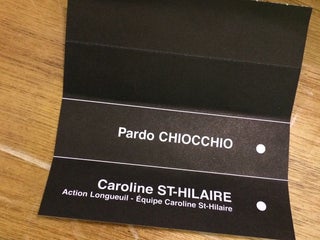 Pardo CHIOCCHIO
Caroline ST-HILAIRE
Action Longueuil - Équipe Caroline St-Hilaire